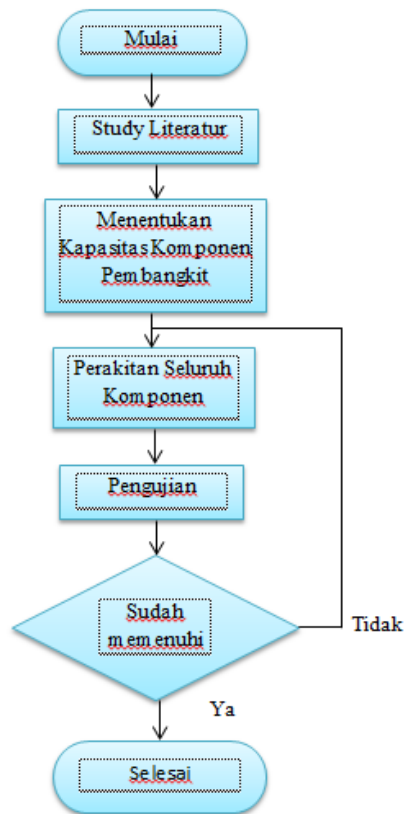 Mulai
Study Literatur
Menentukan
Kapasitas Komponen
Pembangkit
Perakitan Seluruh
Komponen
Pengujian
Sudah
memenuhi
Tidak
Ya
Selesai